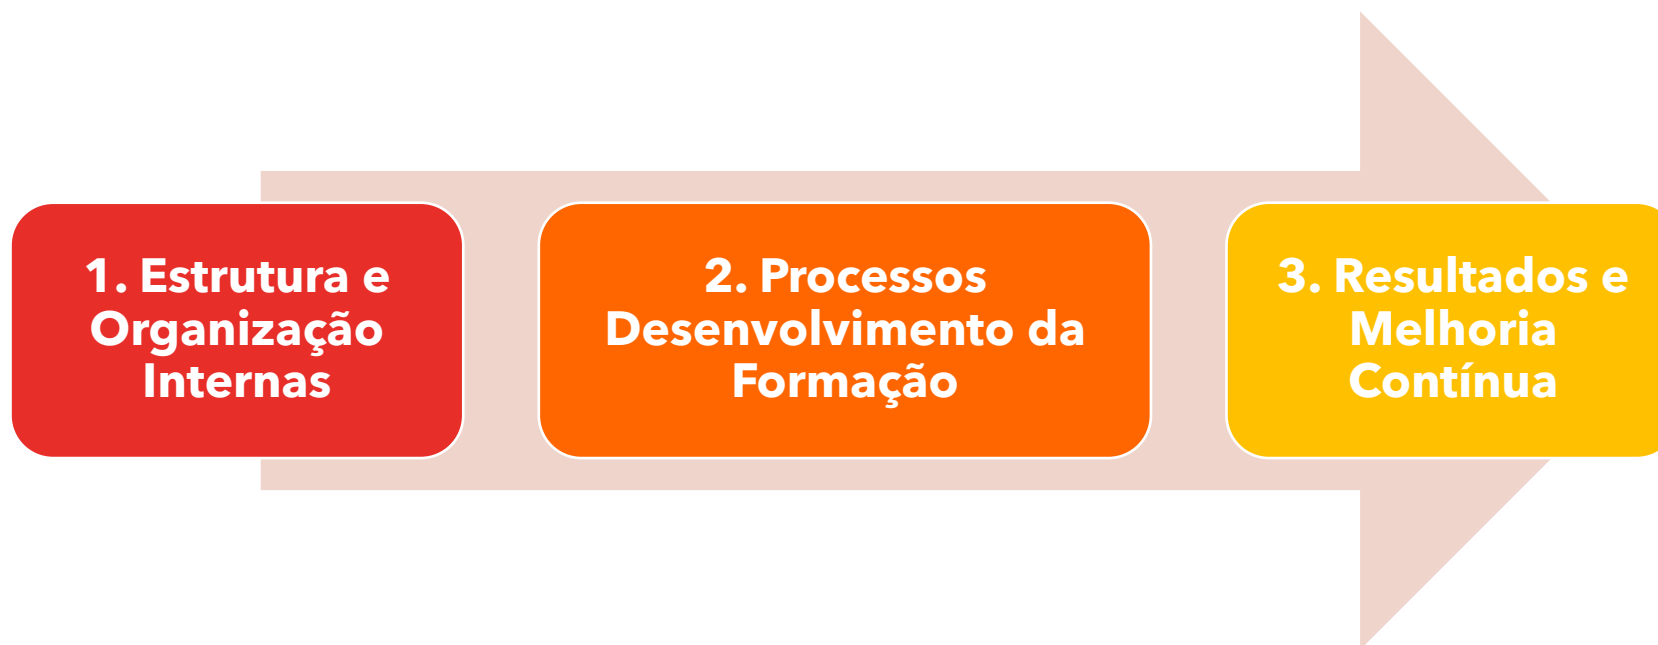 1. Estrutura e
Organização
Internas
2. Processos
Desenvolvimento da
Formação
3. Resultados e
Melhoria
Contínua